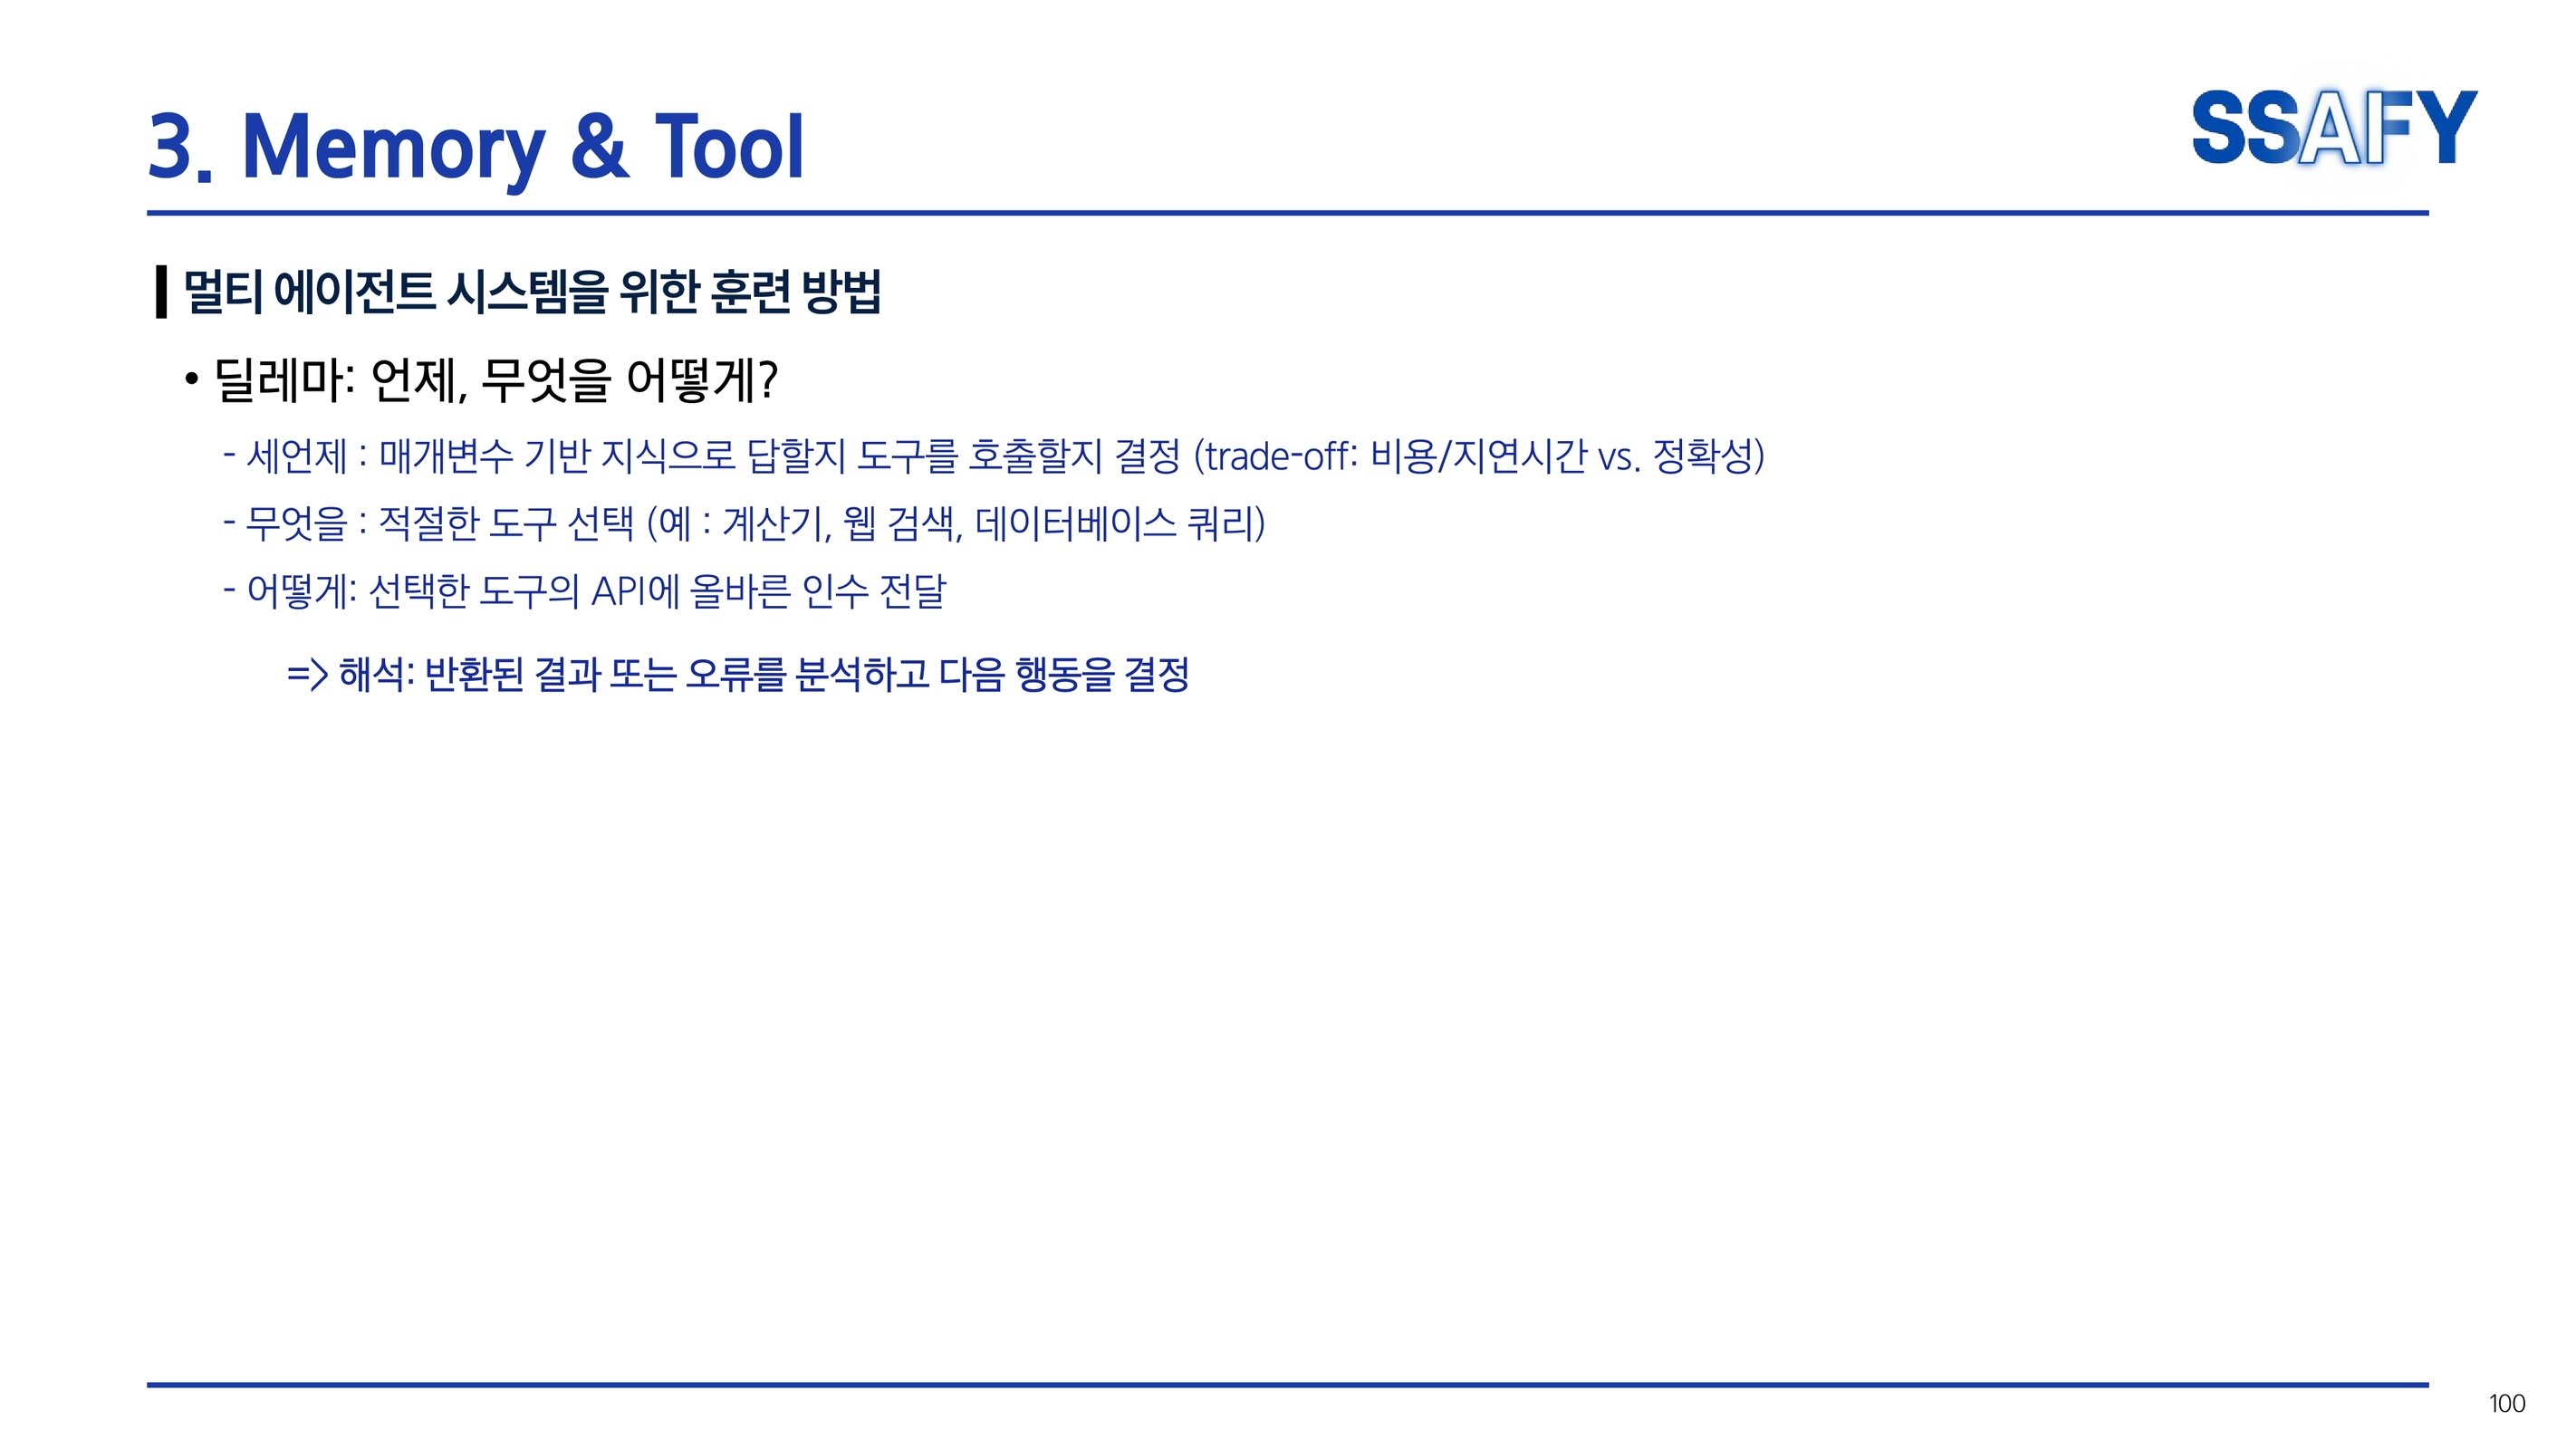 3. Memory & Tool
SSAFY
멀티 에이전트 시스템을 위한 훈련 방법
• 딜레마: 언제, 무엇을 어떻게?
- 세언제 : 매개변수 기반 지식으로 답할지 도구를 호출할지 결정 (trade-off: 비용/지연시간 vs. 정확성)
- 무엇을 : 적절한 도구 선택 (예 : 계산기, 웹 검색, 데이터베이스 쿼리)
- 어떻게: 선택한 도구의 API에 올바른 인수 전달
=> 해석: 반환된 결과 또는 오류를 분석하고 다음 행동을 결정
100